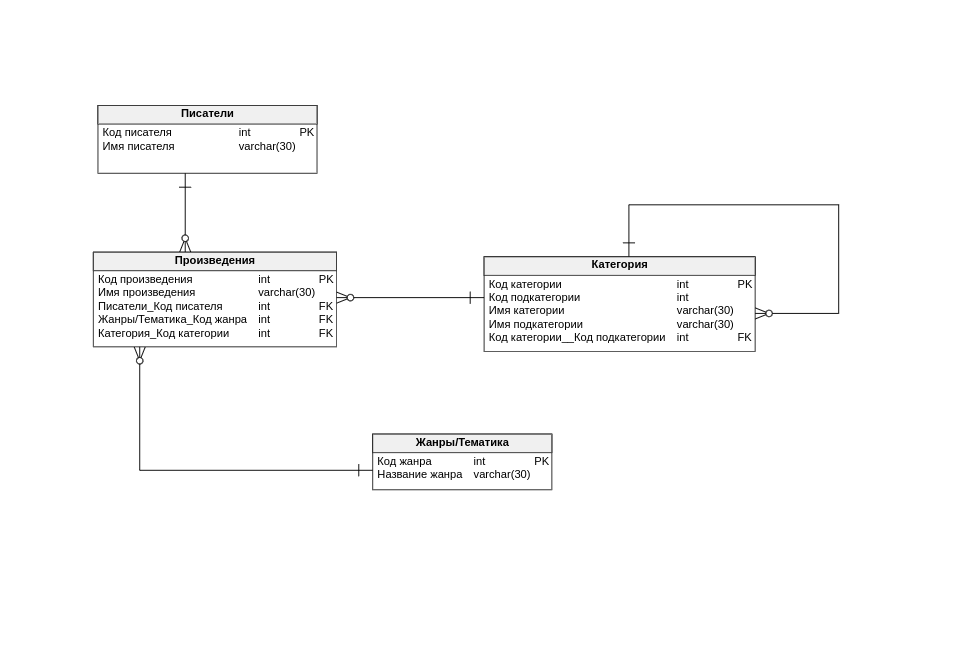 Писатели
Код писателя int PK
Имя писателя varchar(30)
Произведения
Код произведения int PK
Имя произведения varchar(30)
Писатели_Код писателя int FK
Жанры/Тематика_Код жанра int FK
Категория_Код категории int FK
Категория
Код категории int PK
Код подкатегории int
Имя категории varchar(30)
Имя подкатегории varchar(30)
Код категории__Код подкатегории int FK
Жанры/Тематика
Код жанра int PK
Название жанра varchar(30)